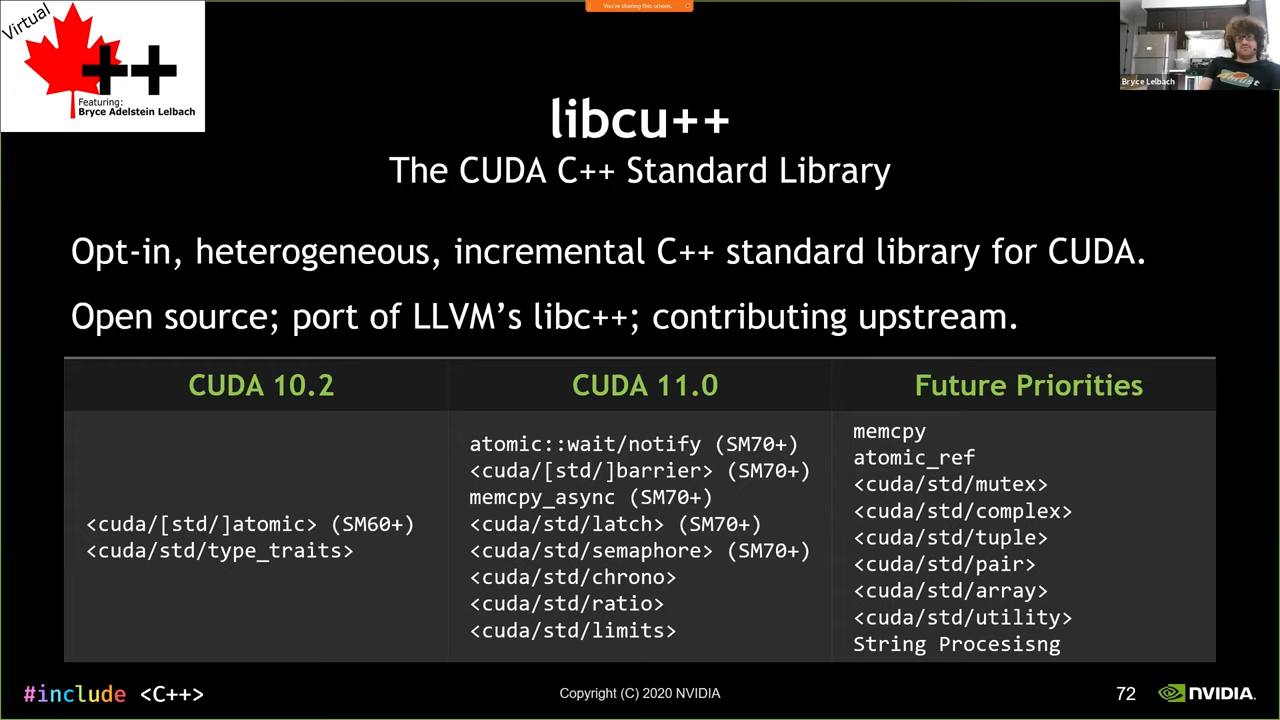 You're sharing this screen.
Virtual
++
Featuring:
Bryce Adelstein Lelbach
Bryce Lelbach
libcu++
The CUDA C++ Standard Library
Opt-in, heterogeneous, incremental C++ standard library for CUDA.
Open source; port of LLVM’s libc++; contributing upstream.
CUDA 10.2
<cuda/[std/]atomic> (SM60+)
<cuda/std/type_traits>
CUDA 11.0
atomic::wait/notify (SM70+)
<cuda/[std/]barrier> (SM70+)
memcpy_async (SM70+)
<cuda/std/latch> (SM70+)
<cuda/std/semaphore> (SM70+)
<cuda/std/chrono>
<cuda/std/ratio>
<cuda/std/limits>
Future Priorities
memcpy
atomic_ref
<cuda/std/mutex>
<cuda/std/complex>
<cuda/std/tuple>
<cuda/std/pair>
<cuda/std/array>
<cuda/std/utility>
String Procesisng
#include <C++>
Copyright (C) 2020 NVIDIA
72
NVIDIA.